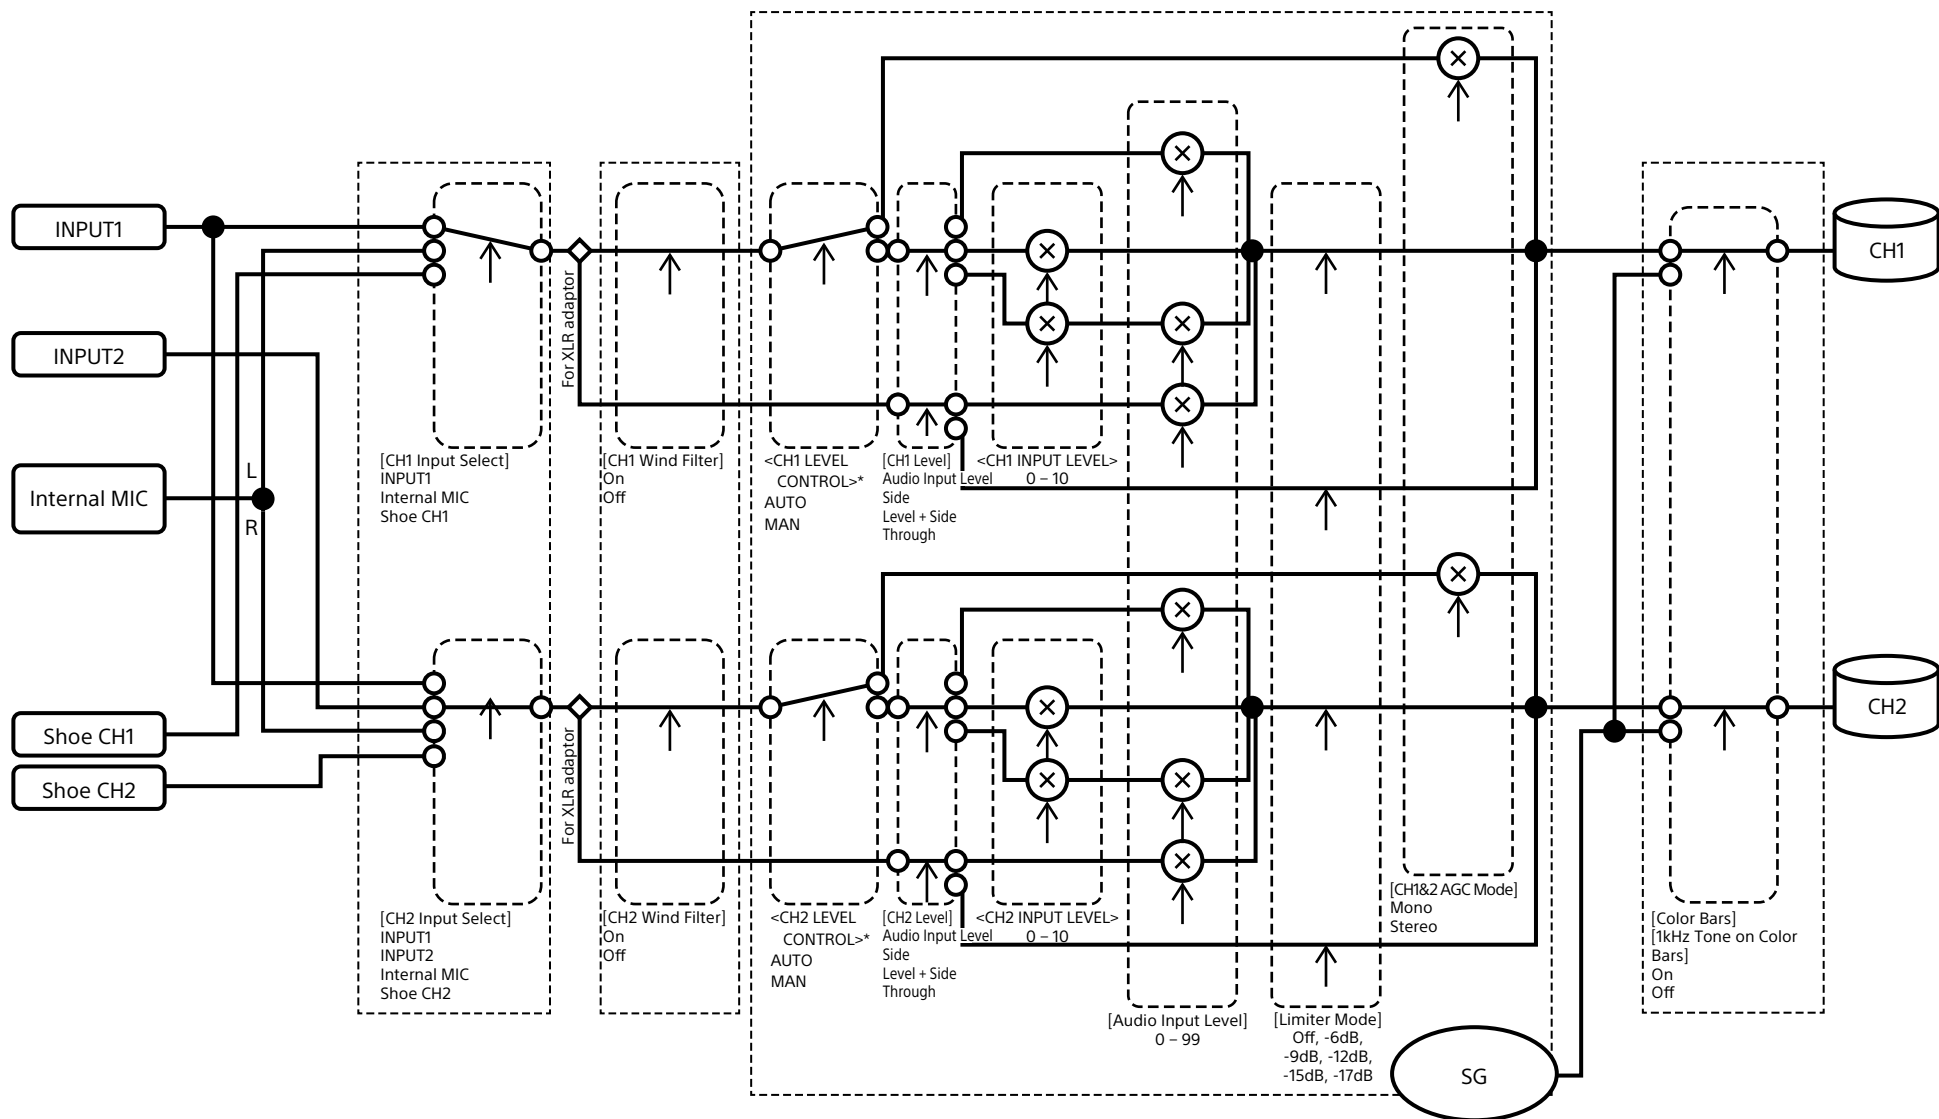 INPUT1
INPUT2
Internal MIC
L
R
Shoe CH1
Shoe CH2
[CH1 Input Select]
INPUT1
Internal MIC
Shoe CH1
For XLR adaptor
[CH1 Wind Filter]
On
Off
<CH1 LEVEL
CONTROL>*
AUTO
MAN
[CH1 Level]
Audio Input Level
Side
Level + Side
Through
<CH1 INPUT LEVEL>
0 – 10
CH1
[CH2 Input Select]
INPUT1
INPUT2
Internal MIC
Shoe CH2
For XLR adaptor
[CH2 Wind Filter]
On
Off
<CH2 LEVEL
CONTROL>*
AUTO
MAN
[CH2 Level]
Audio Input Level
Side
Level + Side
Through
<CH2 INPUT LEVEL>
0 – 10
[Audio Input Level]
0 – 99
[Limiter Mode]
Off, -6dB,
-9dB, -12dB,
-15dB, -17dB
[CH1&2 AGC Mode]
Mono
Stereo
SG
[Color Bars]
[1kHz Tone on Color
Bars]
On
Off
CH2